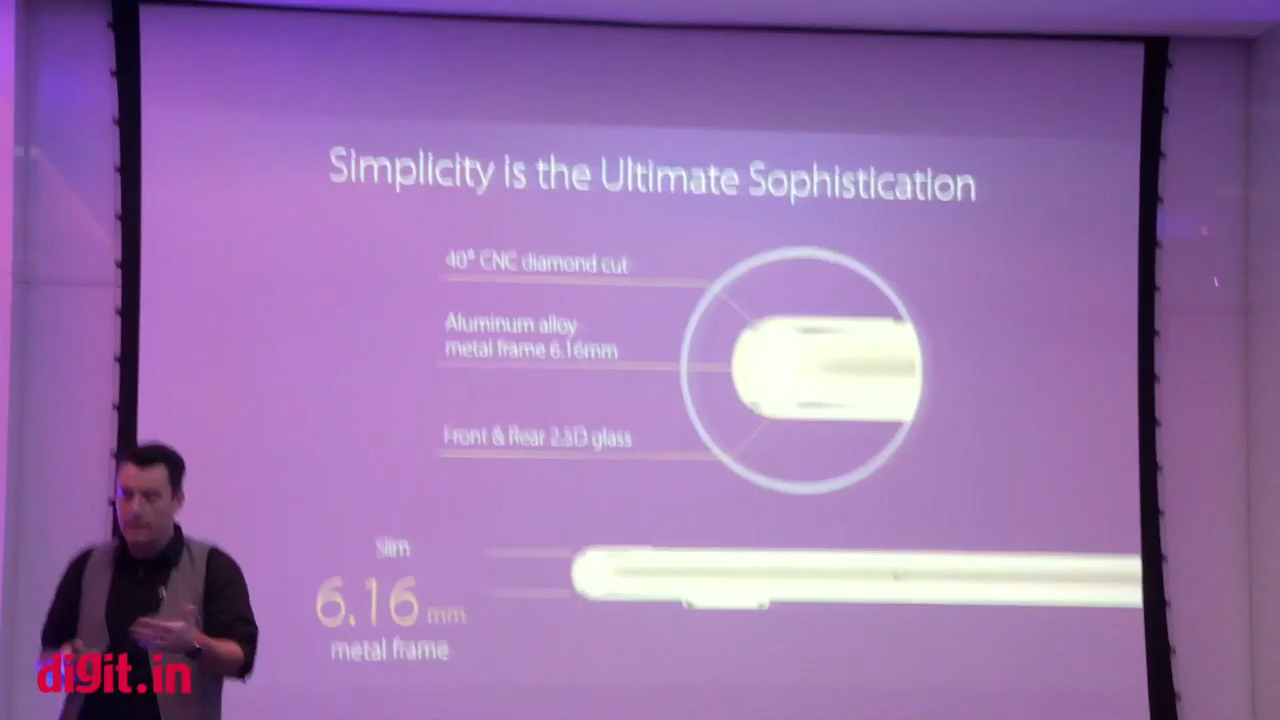 Simplicity is the Ultimate Sophistication
40° CNC diamond cut
Aluminum alloy
metal frame 6.16mm
Front & Rear 2.5D glass
Slim
6.16 mm
metal frame
digit.in